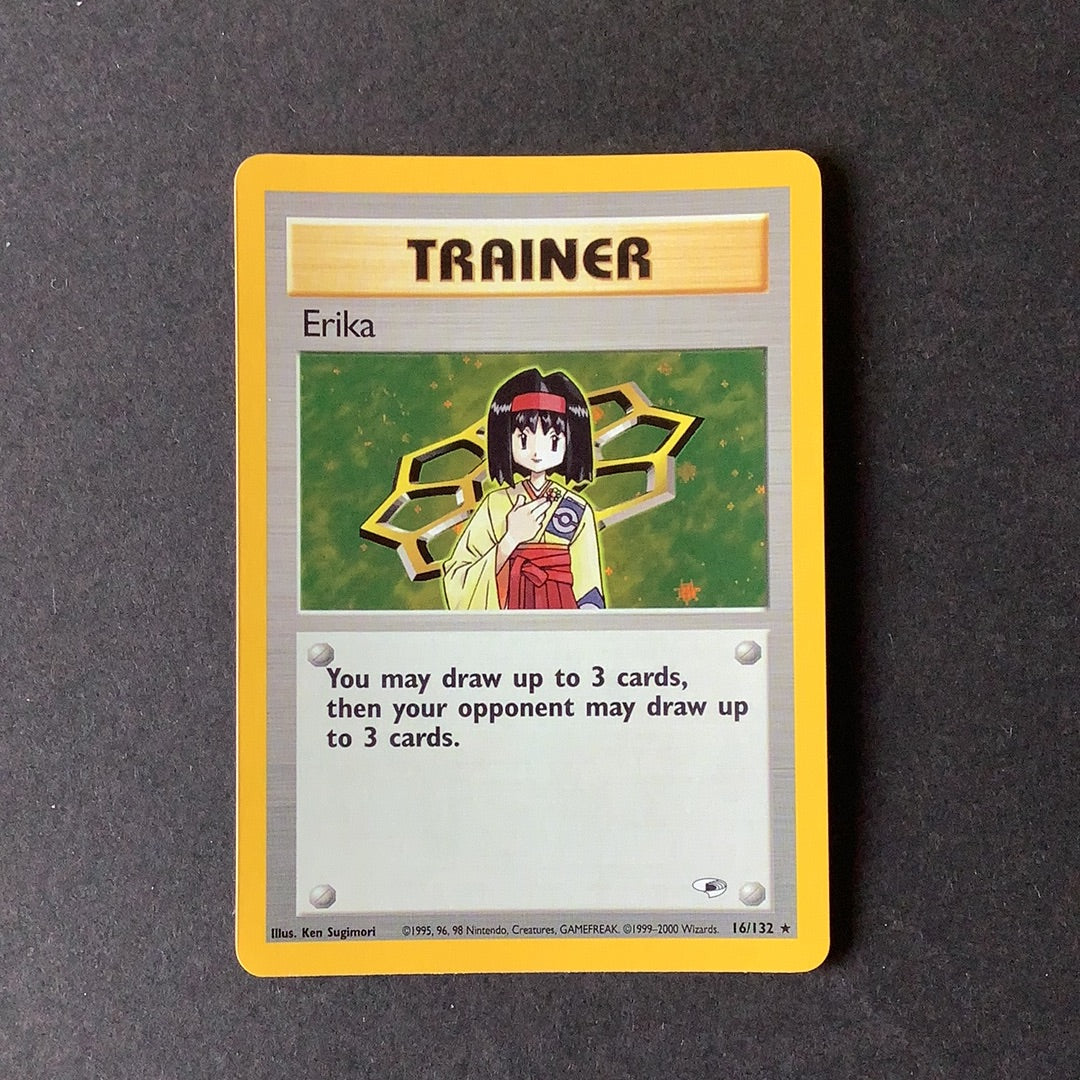 TRAINER
Erika
You may draw up to 3 cards,
then your opponent may draw up
to 3 cards.
Illus. Ken Sugimori ©1995, 96, 98 Nintendo, Creatures, GAMEFREAK. ©1999–2000 Wizards. 16/132 ★